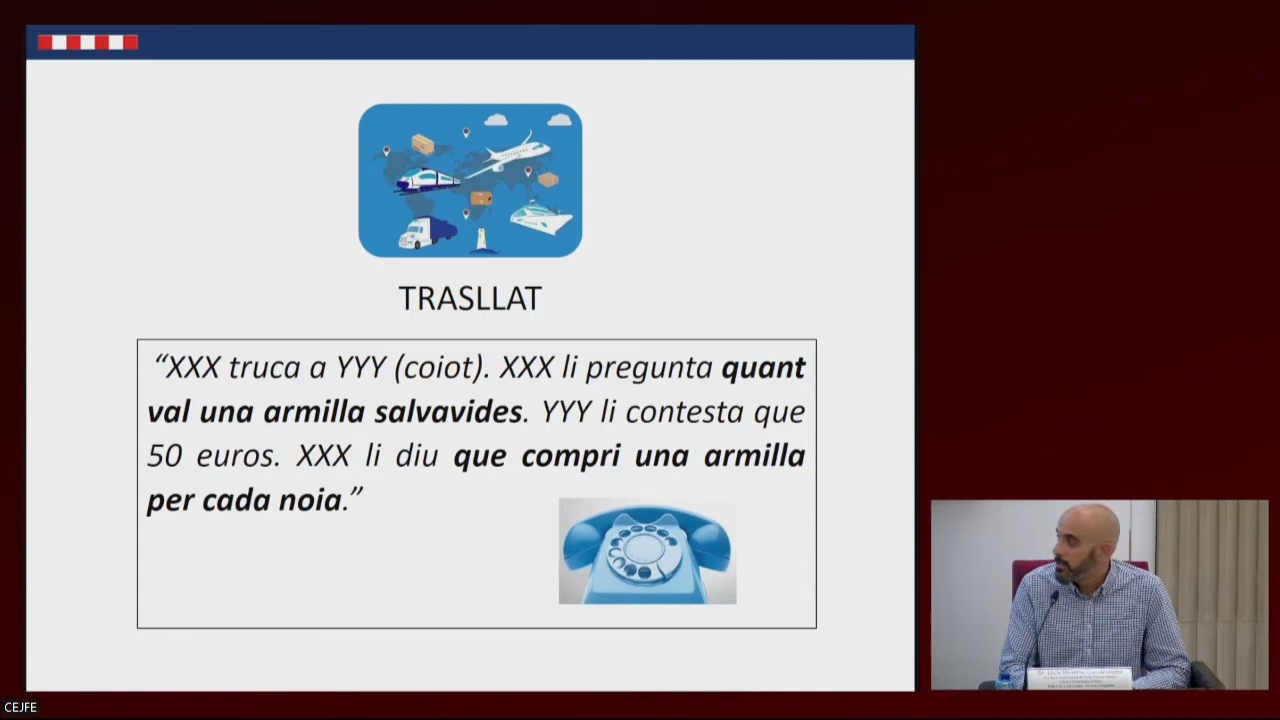 TRASLLAT
“XXX truca a YYY (coiot). XXX li pregunta quant
val una armilla salvavides. YYY li contesta que
50 euros. XXX li diu que compri una armilla
per cada noia.”
CEJFE